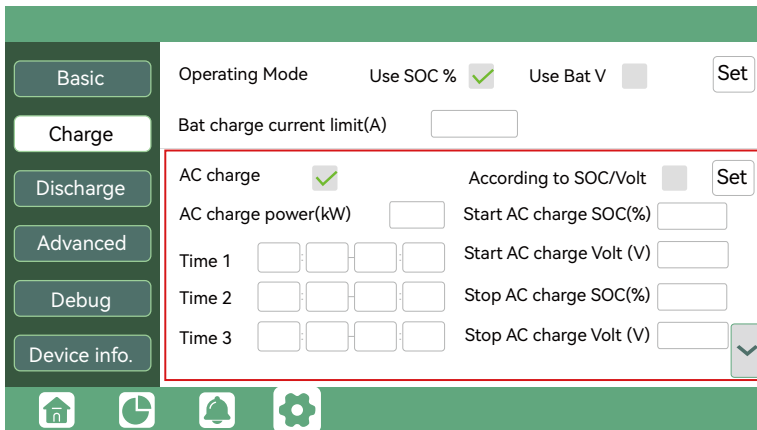 Basic
Charge
Discharge
Advanced
Debug
Device info.
Operating Mode Use SOC % Use Bat V Set
Bat charge current limit(A)
AC charge According to SOC/Volt Set
AC charge power(kW) Start AC charge SOC(%)
Time 1 : - : Start AC charge Volt (V)
Time 2 : - : Stop AC charge SOC(%)
Time 3 : - : Stop AC charge Volt (V)